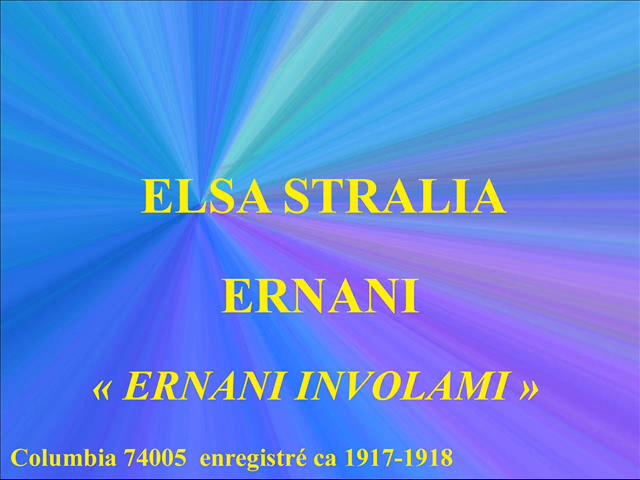 ELSA STRALIA
ERNANI
« ERNANI INVOLAMI »
Columbia 74005 enregistré ca 1917-1918